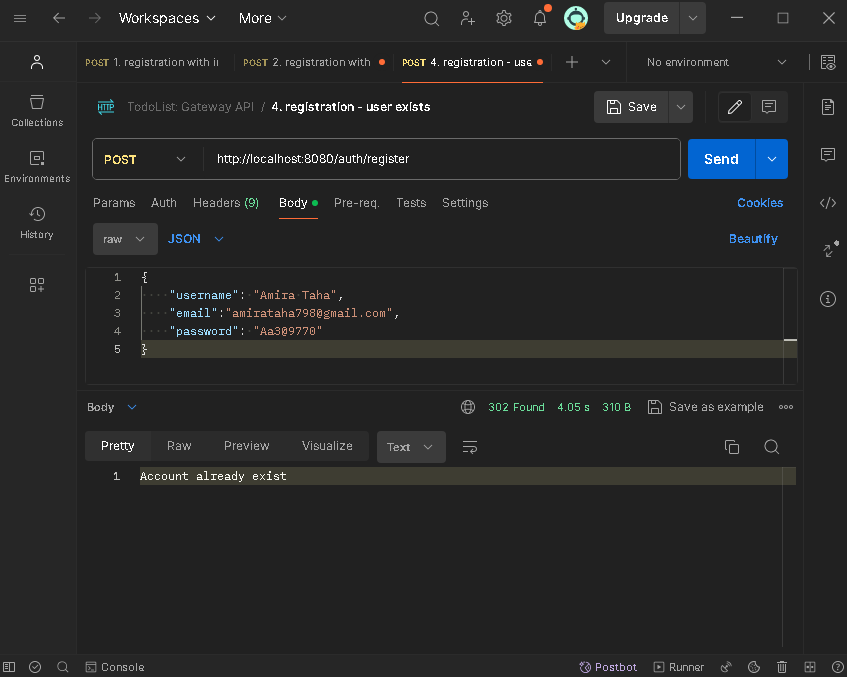 Workspaces More Upgrade
POST 1. registration with in POST 2. registration with POST 4. registration - use No environment
HTTP TodoList: Gateway API / 4. registration - user exists Save
POST http://localhost:8080/auth/register Send
Params Auth Headers (9) Body Pre-req. Tests Settings Cookies
raw JSON Beautify
Collections
Environments
History
1 {
2 "username": "Amira Taha",
3 "email":"amirataha798@gmail.com",
4 "password": "Aa3@9770"
5 }
Body 302 Found 4.05 s 310 B Save as example
Pretty Raw Preview Visualize Text
1 Account already exist
Console Postbot Runner